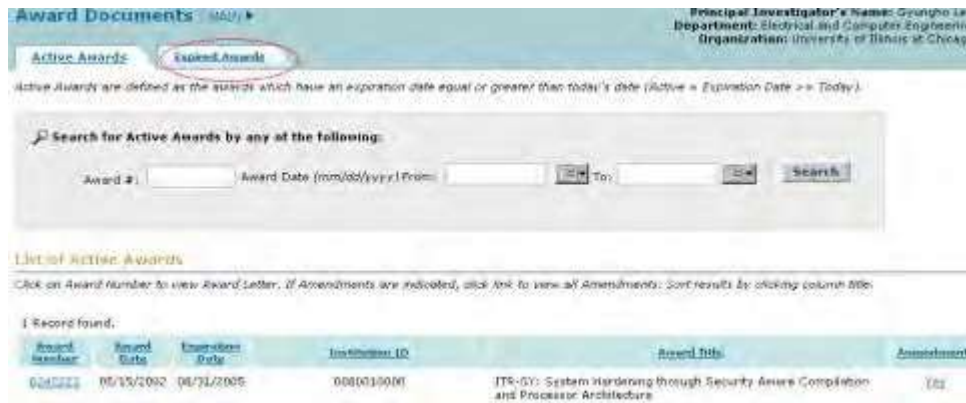 Award Documents - MAIN
Principal Investigator's Name: Gyungho Le
Department: Electrical and Computer Engineerin
Organization: University of Illinois at Chicag
Active Awards
Expired Awards
Active Awards are defined as the awards which have an expiration date equal or greater than today's date (Active = Expiration Date >= Today).
Search for Active Awards by any of the following:
Award #: Award Date (mm/dd/yyyy) From: To: Search
List of Active Awards
Click on Award Number to view Award Letter. If Amendments are indicated, click link to view all Amendments. Sort results by clicking column title.
1 Record found.
Award Number Award Date Expiration Date Institution ID Award Title Amendment
08/15/2002 08/31/2005 ITR-SY: System Hardening through Security Aware Compilation
and Processor Architecture